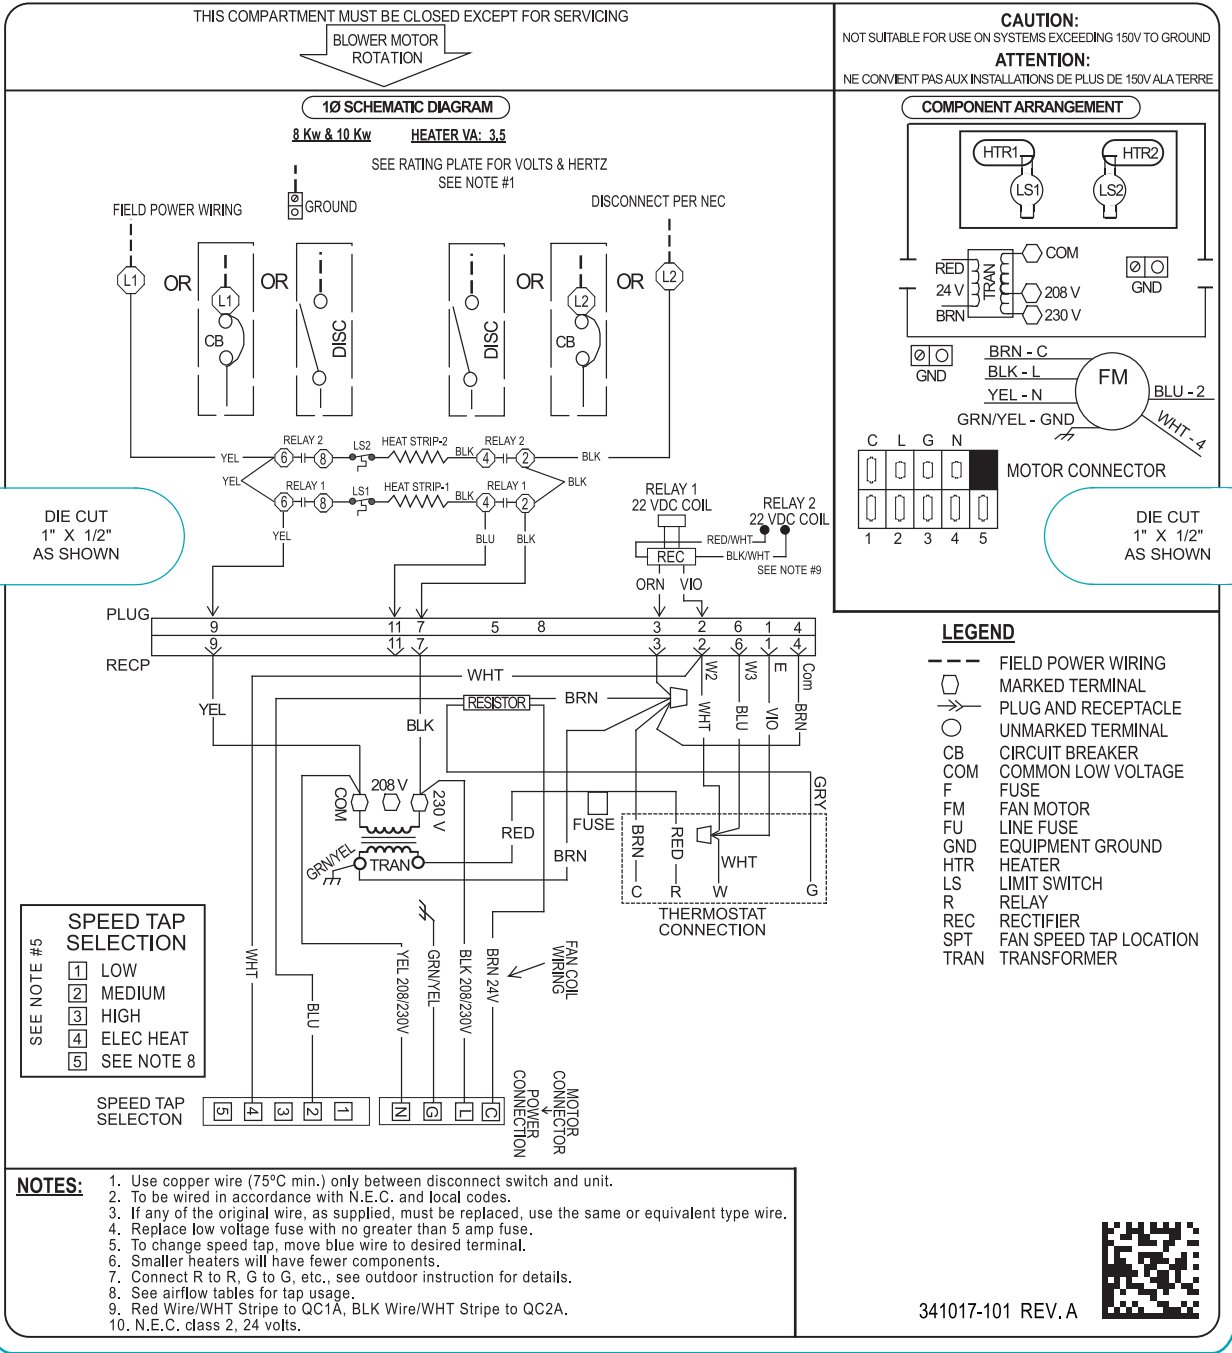 THIS COMPARTMENT MUST BE CLOSED EXCEPT FOR SERVICING
BLOWER MOTOR
ROTATION
CAUTION:
NOT SUITABLE FOR USE ON SYSTEMS EXCEEDING 150V TO GROUND
ATTENTION:
NE CONVIENT PAS AUX INSTALLATIONS DE PLUS DE 150V ALA TERRE
1Ø SCHEMATIC DIAGRAM
8 Kw & 10 Kw HEATER VA: 3.5
SEE RATING PLATE FOR VOLTS & HERTZ
SEE NOTE #1
GROUND
FIELD POWER WIRING
DISCONNECT PER NEC
L1 OR L1 CB OR DISC
DISC OR L2 CB OR L2
YEL 6 RELAY 2 8 LS2 HEAT STRIP-2 BLK 4 RELAY 2 2 BLK
YEL 6 RELAY 1 8 LS1 HEAT STRIP-1 BLK 4 RELAY 1 2 BLK
YEL BLU BLK
RELAY 1
22 VDC COIL
RELAY 2
22 VDC COIL
RED/WHT
REC BLK/WHT
SEE NOTE #9
ORN VIO
DIE CUT
1" X 1/2"
AS SHOWN
PLUG
9 11 7 5 8 3 2 6 1 4
9 11 7 3 2 6 1 4
RECP
WHT
W2 W3 E Com
YEL BLK
RESISTOR
BRN
WHT BLU VIO BRN
COM 208 V 230 V
GRN/YEL TRAN
RED
BRN
FUSE
GRY
BRN RED WHT
C R W G
THERMOSTAT
CONNECTION
SEE NOTE #5
SPEED TAP
SELECTION
1 LOW
2 MEDIUM
3 HIGH
4 ELEC HEAT
5 SEE NOTE 8
WHT
BLU
YEL 208/230V
GRN/YEL
BLK 208/230V
BRN 24V
FAN COIL
WIRING
SPEED TAP
SELECTON
5 4 3 2 1
N G L C
MOTOR
CONNECTOR
POWER
CONNECTION
COMPONENT ARRANGEMENT
HTR1 HTR2
LS1 LS2
RED
24 V
BRN
TRAN
COM
208 V
230 V
GND
GND
BRN - C
BLK - L
YEL - N
GRN/YEL - GND
FM
BLU - 2
WHT - 4
C L G N
MOTOR CONNECTOR
1 2 3 4 5
DIE CUT
1" X 1/2"
AS SHOWN
LEGEND
FIELD POWER WIRING
MARKED TERMINAL
PLUG AND RECEPTACLE
UNMARKED TERMINAL
CB CIRCUIT BREAKER
COM COMMON LOW VOLTAGE
F FUSE
FM FAN MOTOR
FU LINE FUSE
GND EQUIPMENT GROUND
HTR HEATER
LS LIMIT SWITCH
R RELAY
REC RECTIFIER
SPT FAN SPEED TAP LOCATION
TRAN TRANSFORMER
NOTES:
1. Use copper wire (75ºC min.) only between disconnect switch and unit.
2. To be wired in accordance with N.E.C. and local codes.
3. If any of the original wire, as supplied, must be replaced, use the same or equivalent type wire.
4. Replace low voltage fuse with no greater than 5 amp fuse.
5. To change speed tap, move blue wire to desired terminal.
6. Smaller heaters will have fewer components.
7. Connect R to R, G to G, etc., see outdoor instruction for details.
8. See airflow tables for tap usage.
9. Red Wire/WHT Stripe to QC1A, BLK Wire/WHT Stripe to QC2A.
10. N.E.C. class 2, 24 volts.
341017-101 REV. A